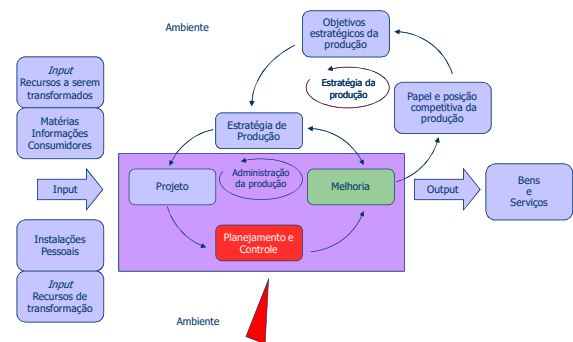 Ambiente
Objetivos
estratégicos da
produção
Input
Recursos a serem
transformados
Estratégia da
produção
Papel e posição
competitiva da
produção
Matérias
Informações
Consumidores
Estratégia de
Produção
Input
Projeto
Administração
da produção
Melhoria
Output
Bens
e
Serviços
Instalações
Pessoais
Planejamento e
Controle
Input
Recursos de
transformação
Ambiente